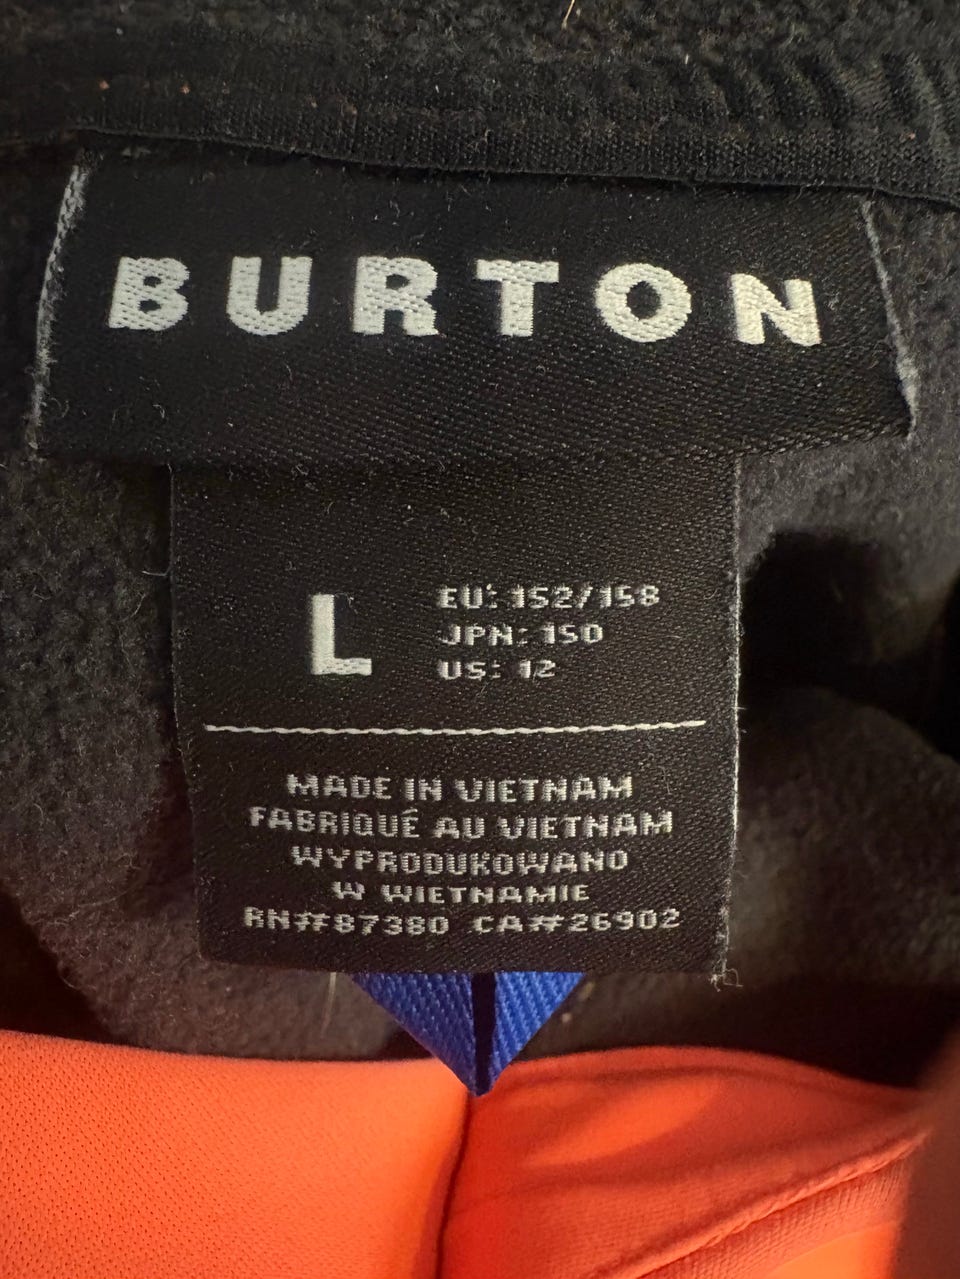 BURTON
L
EU: 152/158
JPN: 150
US: 12
MADE IN VIETNAM
FABRIQUÉ AU VIETNAM
WYPRODUKOWANO
W WIETNAMIE
RN#87380 CA#26902